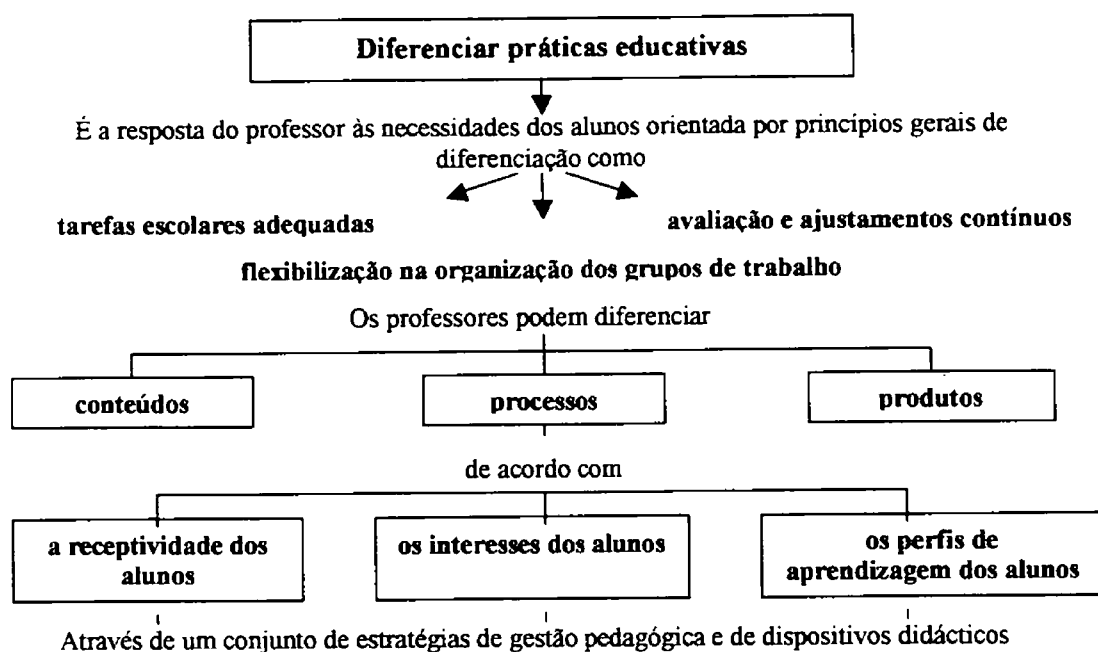 Diferenciar práticas educativas
É a resposta do professor às necessidades dos alunos orientada por princípios gerais de
diferenciação como
tarefas escolares adequadas
avaliação e ajustamentos contínuos
flexibilização na organização dos grupos de trabalho
Os professores podem diferenciar
conteúdos
processos
produtos
de acordo com
a receptividade dos
alunos
os interesses dos alunos
os perfis de
aprendizagem dos alunos
Através de um conjunto de estratégias de gestão pedagógica e de dispositivos didácticos